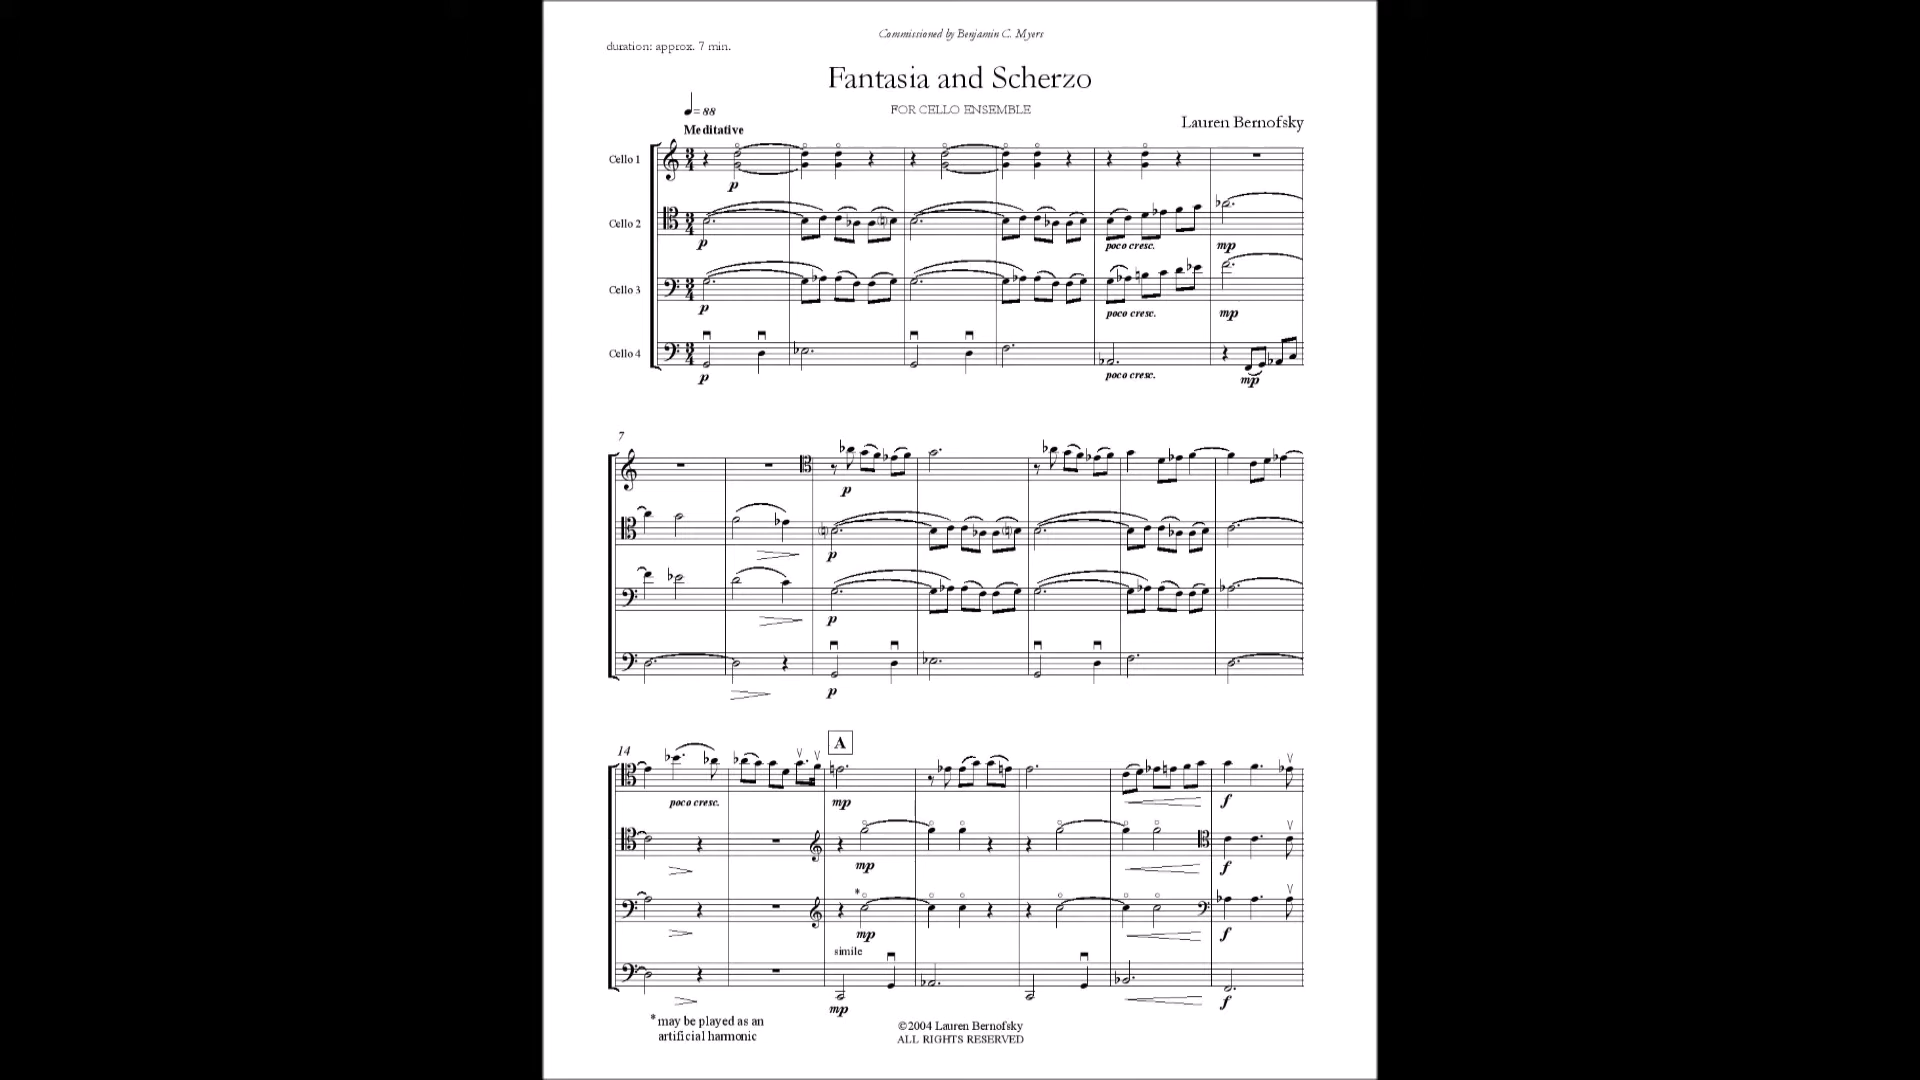 Commissioned by Benjamin C. Myers
duration: approx. 7 min.
Fantasia and Scherzo
FOR CELLO ENSEMBLE
= 88
Lauren Bernofsky
Meditative
Cello 1
p
Cello 2
p
poco cresc.
mp
Cello 3
p
poco cresc.
mp
Cello 4
p
poco cresc.
mp
7
p
p
p
p
14
A
poco cresc.
mp
f
mp
f
*
mp
f
simile
mp
f
*may be played as an
artificial harmonic
©2004 Lauren Bernofsky
ALL RIGHTS RESERVED